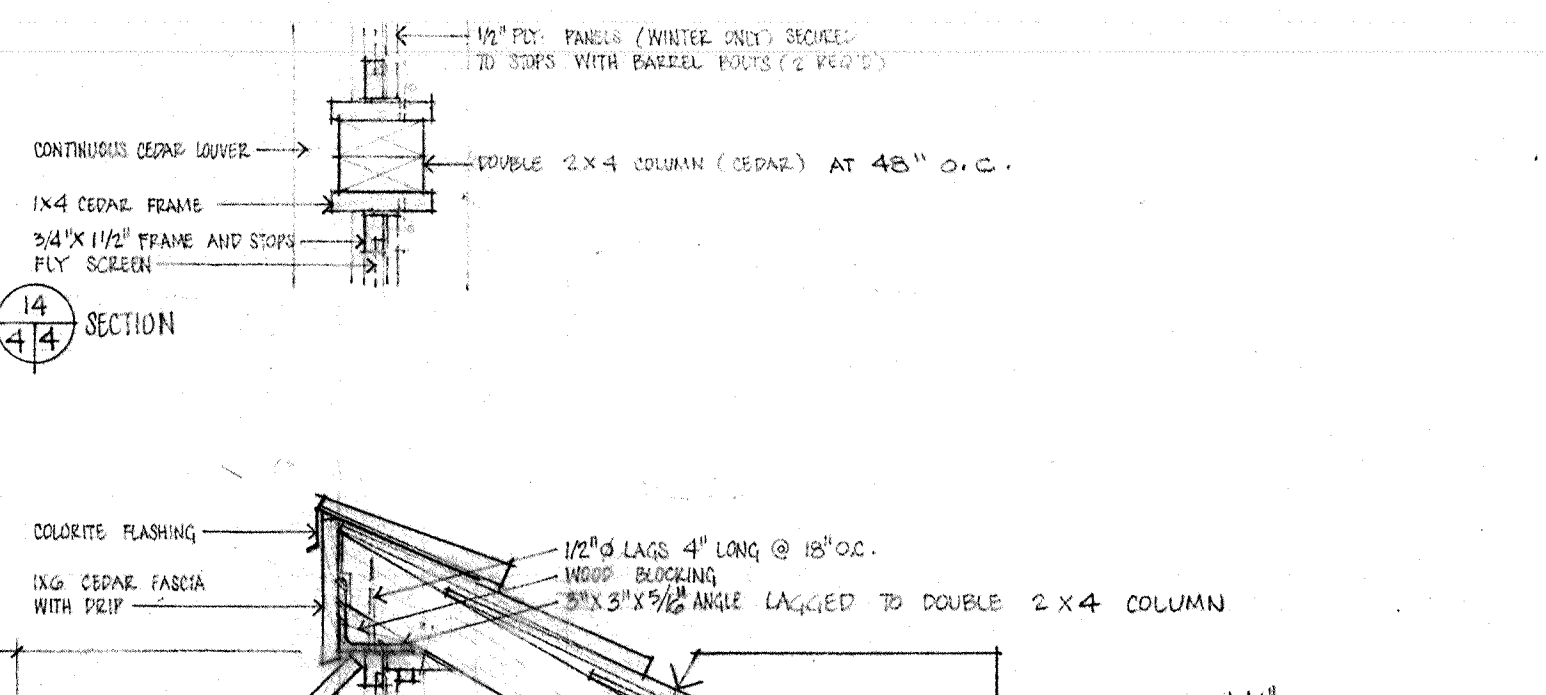 1/2" PLY. PANELS (WINTER ONLY) SECURED
TO STOPS WITH BARREL BOLTS (2 REQ'D)
CONTINUOUS CEDAR LOUVER
DOUBLE 2X4 COLUMN (CEDAR) AT 48" O.C.
1X4 CEDAR FRAME
3/4"X 1 1/2" FRAME AND STOPS
FLY SCREEN
14
4 4
SECTION
COLORITE FLASHING
1/2"Ø LAGS 4" LONG @ 18" O.C.
WOOD BLOCKING
1X6 CEDAR FASCIA
WITH DRIP
3"X3"X5/16" ANGLE LAGGED TO DOUBLE 2X4 COLUMN